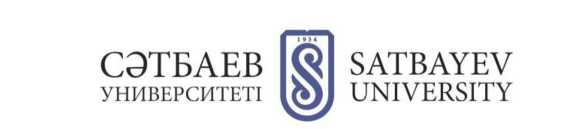 СӘТБАЕВ
УНИВЕРСИТЕТІ
1934
SATBAYEV
UNIVERSITY